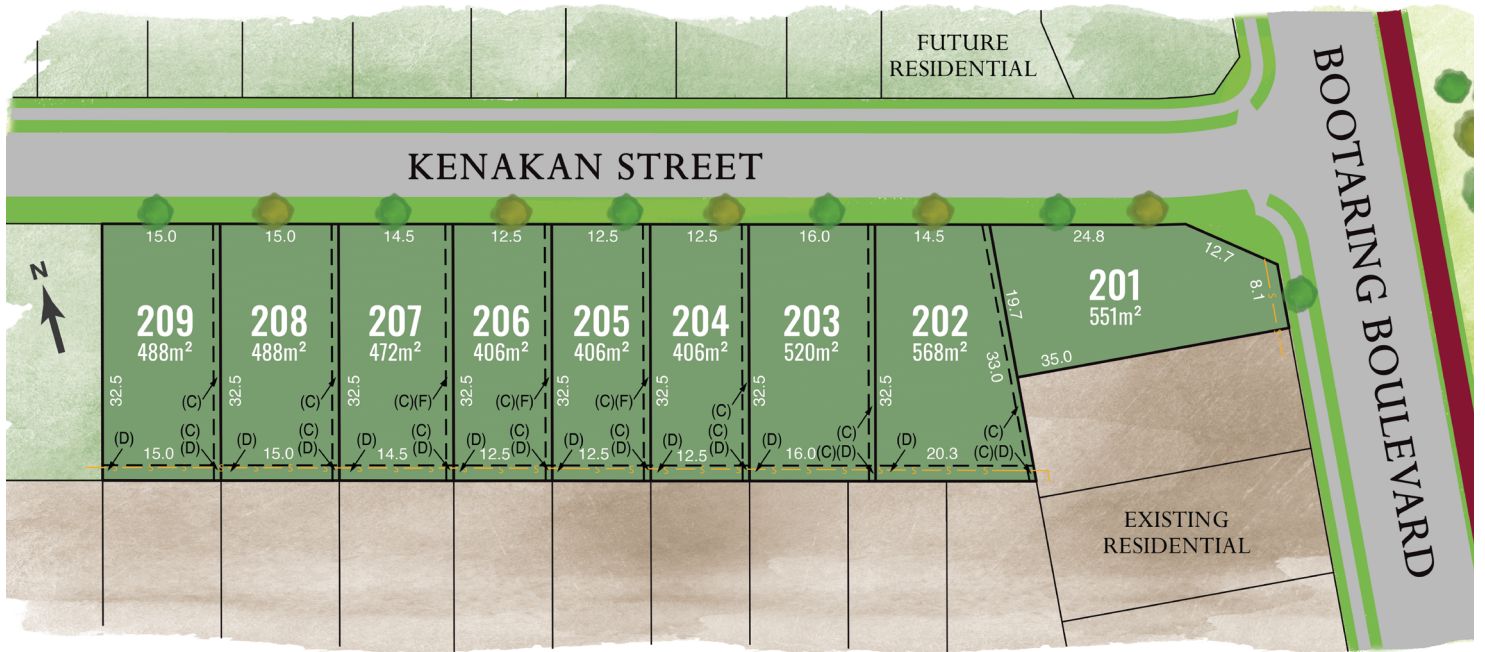 FUTURE
RESIDENTIAL
KENAKAN STREET
BOOTARING BOULEVARD
N
15.0
15.0
14.5
12.5
12.5
12.5
16.0
14.5
24.8
12.7
8.1
19.7
35.0
33.0
209
488m²
208
488m²
207
472m²
206
406m²
205
406m²
204
406m²
203
520m²
202
568m²
201
551m²
32.5
32.5
32.5
32.5
32.5
32.5
32.5
32.5
(C)
(C)
(C)(F)
(C)(F)
(C)(F)
(C)
(C)
(C)
(D)
(C)
(D)
(D)
(C)
(D)
(D)
(C)
(D)
(D)
(C)
(D)
(D)
(C)
(D)
(D)
(C)
(D)
(D)
(C)(D)
(D)
(C)(D)
15.0
15.0
14.5
12.5
12.5
12.5
16.0
20.3
EXISTING
RESIDENTIAL